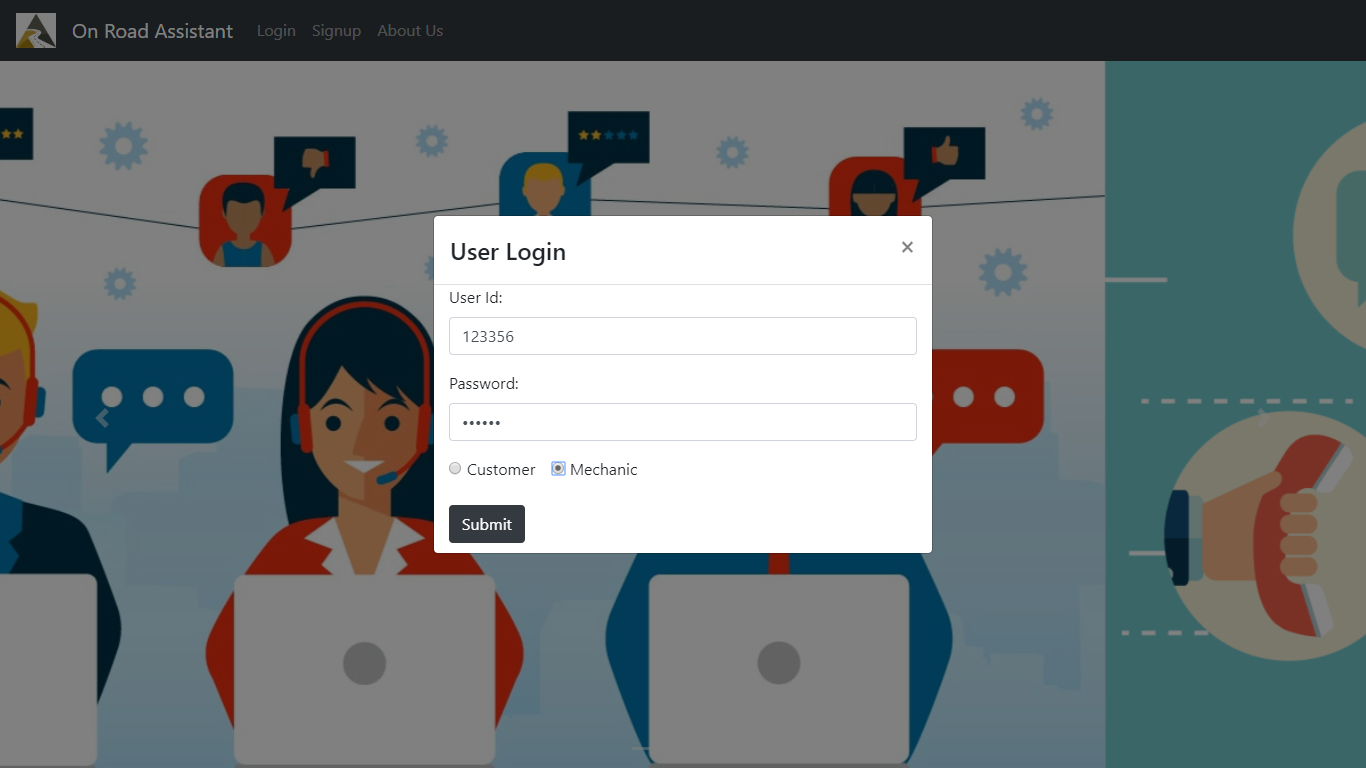 On Road Assistant Login Signup About Us
User Login ×
User Id:
123356
Password:
••••••
Customer Mechanic
Submit